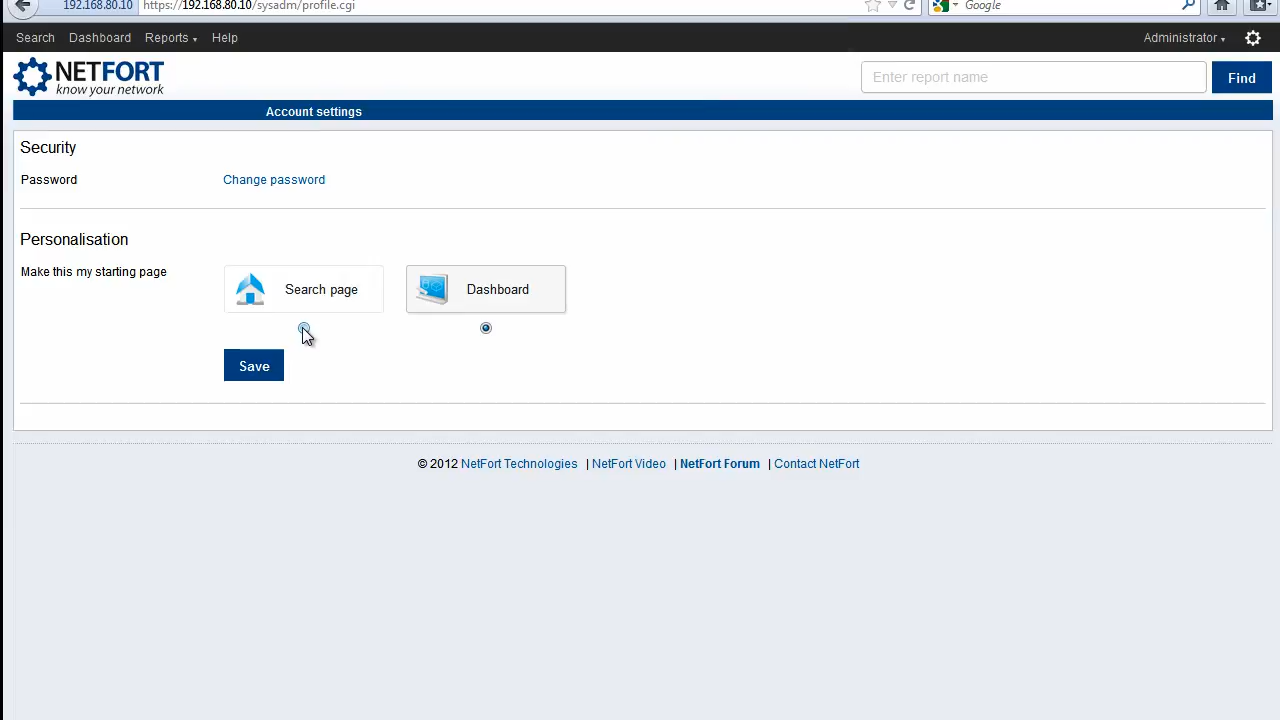 192.168.80.10 https://192.168.80.10/sysadm/profile.cgi Google
Search Dashboard Reports Help Administrator
NETFORT
know your network
Enter report name Find
Account settings
Security
Password Change password
Personalisation
Make this my starting page
Search page Dashboard
Save
© 2012 NetFort Technologies | NetFort Video | NetFort Forum | Contact NetFort